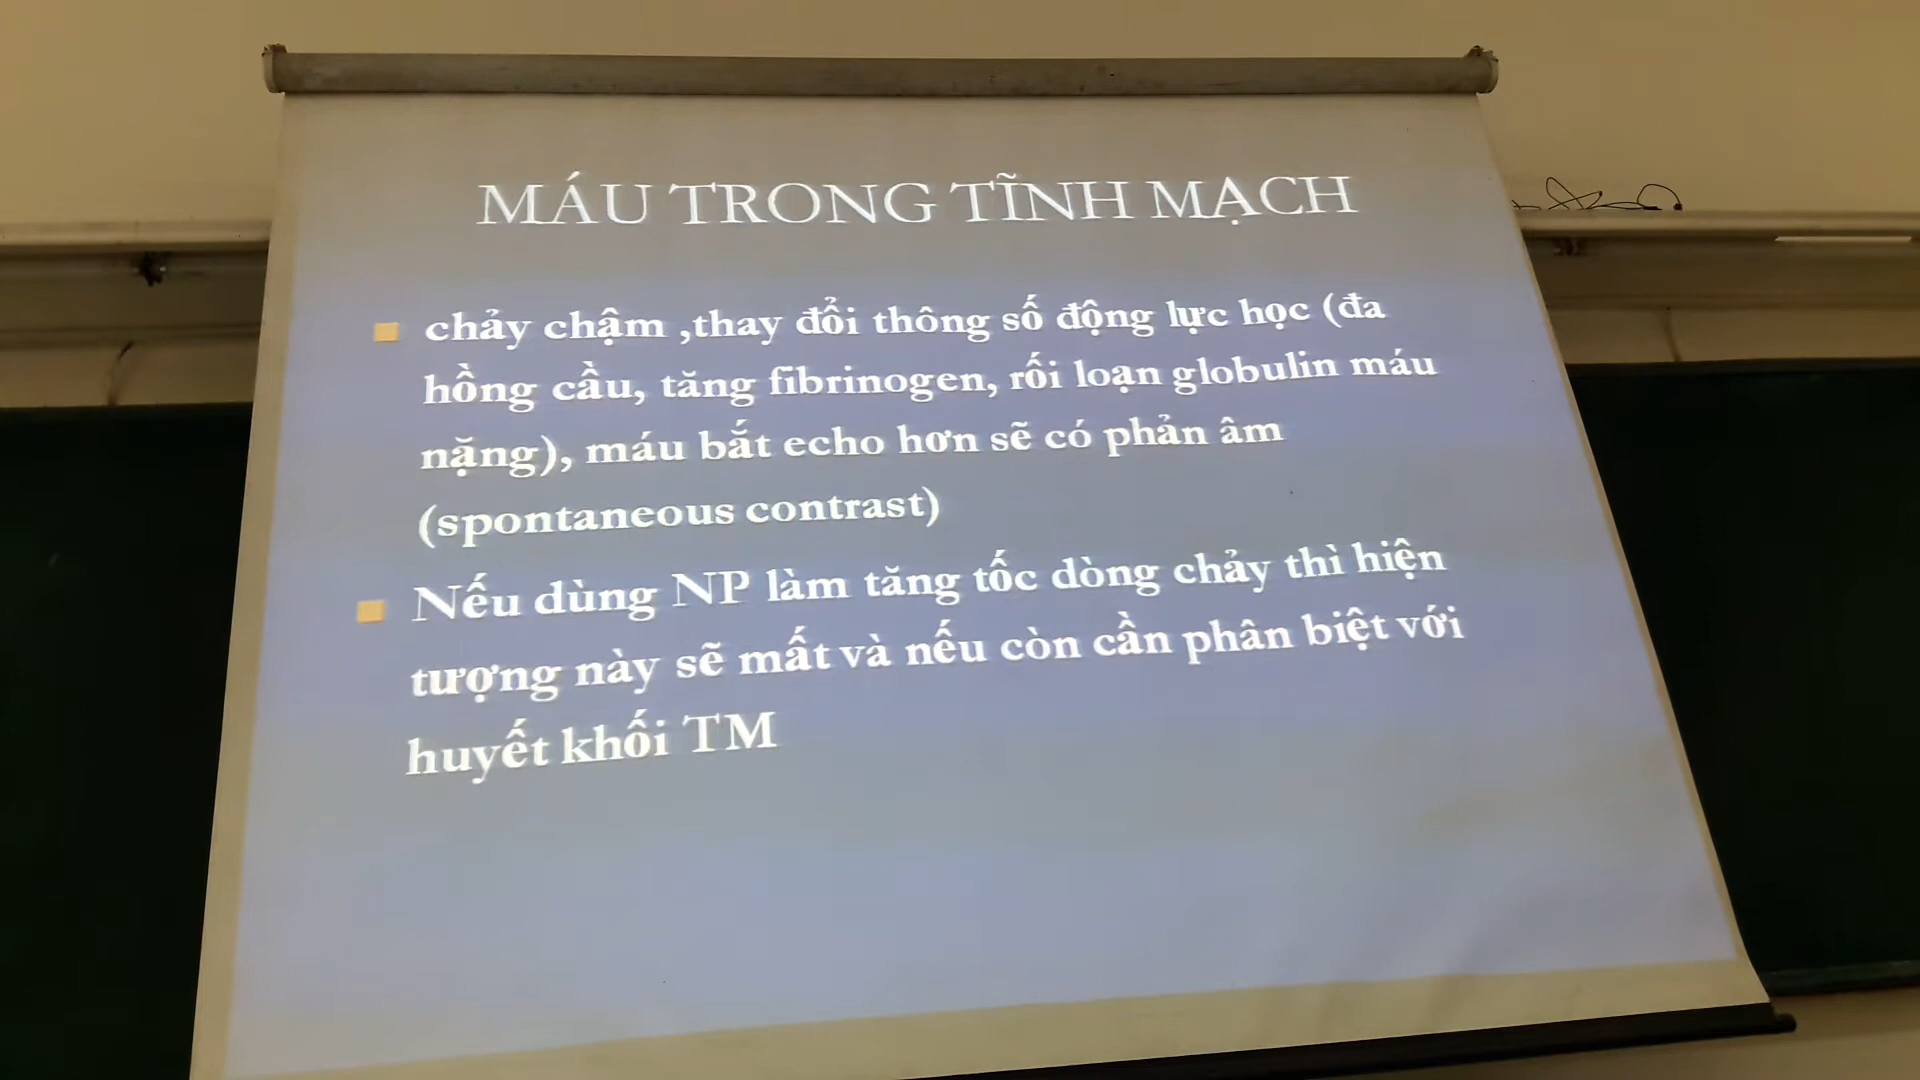 MÁU TRONG TĨNH MẠCH
chảy chậm ,thay đổi thông số động lực học (đa
hồng cầu, tăng fibrinogen, rối loạn globulin máu
nặng), máu bắt echo hơn sẽ có phản âm
(spontaneous contrast)
Nếu dùng NP làm tăng tốc dòng chảy thì hiện
tượng này sẽ mất và nếu còn cần phân biệt với
huyết khối TM